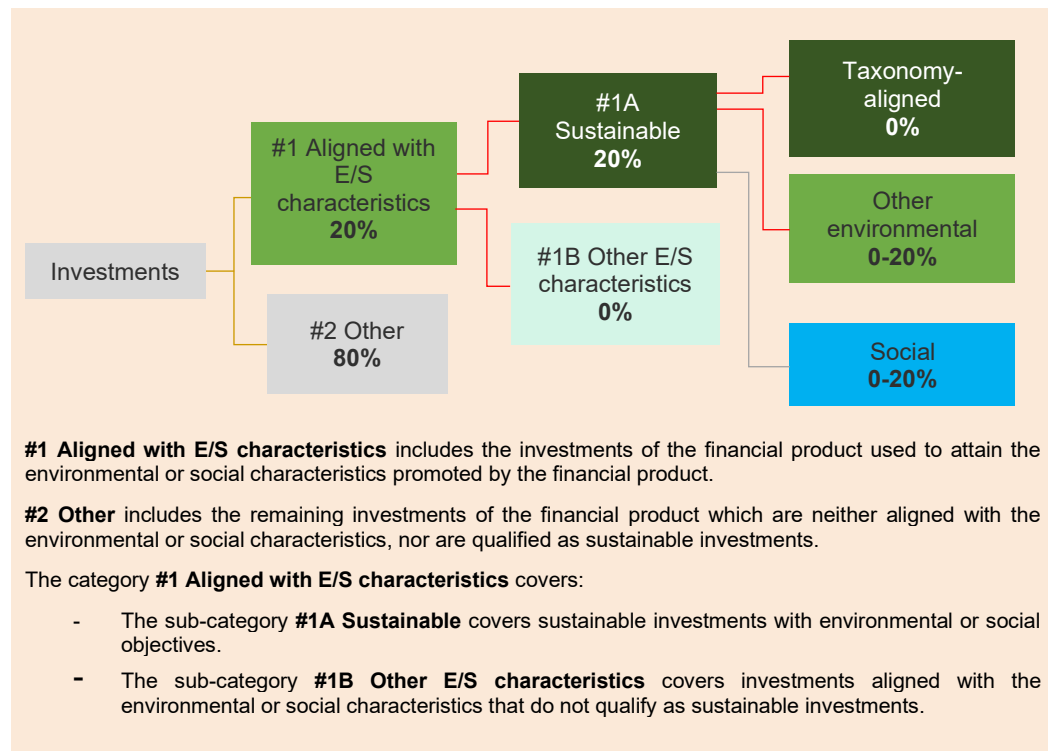 Investments
#1 Aligned with
E/S
characteristics
20%
#2 Other
80%
#1A
Sustainable
20%
#1B Other E/S
characteristics
0%
Taxonomy-
aligned
0%
Other
environmental
0-20%
Social
0-20%
#1 Aligned with E/S characteristics includes the investments of the financial product used to attain the
environmental or social characteristics promoted by the financial product.
#2 Other includes the remaining investments of the financial product which are neither aligned with the
environmental or social characteristics, nor are qualified as sustainable investments.
The category #1 Aligned with E/S characteristics covers:
- The sub-category #1A Sustainable covers sustainable investments with environmental or social
objectives.
- The sub-category #1B Other E/S characteristics covers investments aligned with the
environmental or social characteristics that do not qualify as sustainable investments.